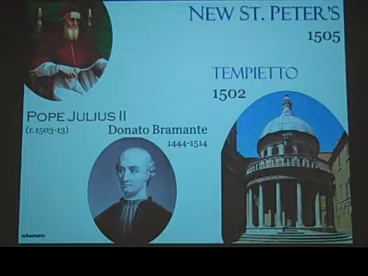 NEW ST. PETER'S
1505
TEMPIETTO
1502
POPE JULIUS II
(r.1503-13)
Donato Bramante
1444-1514